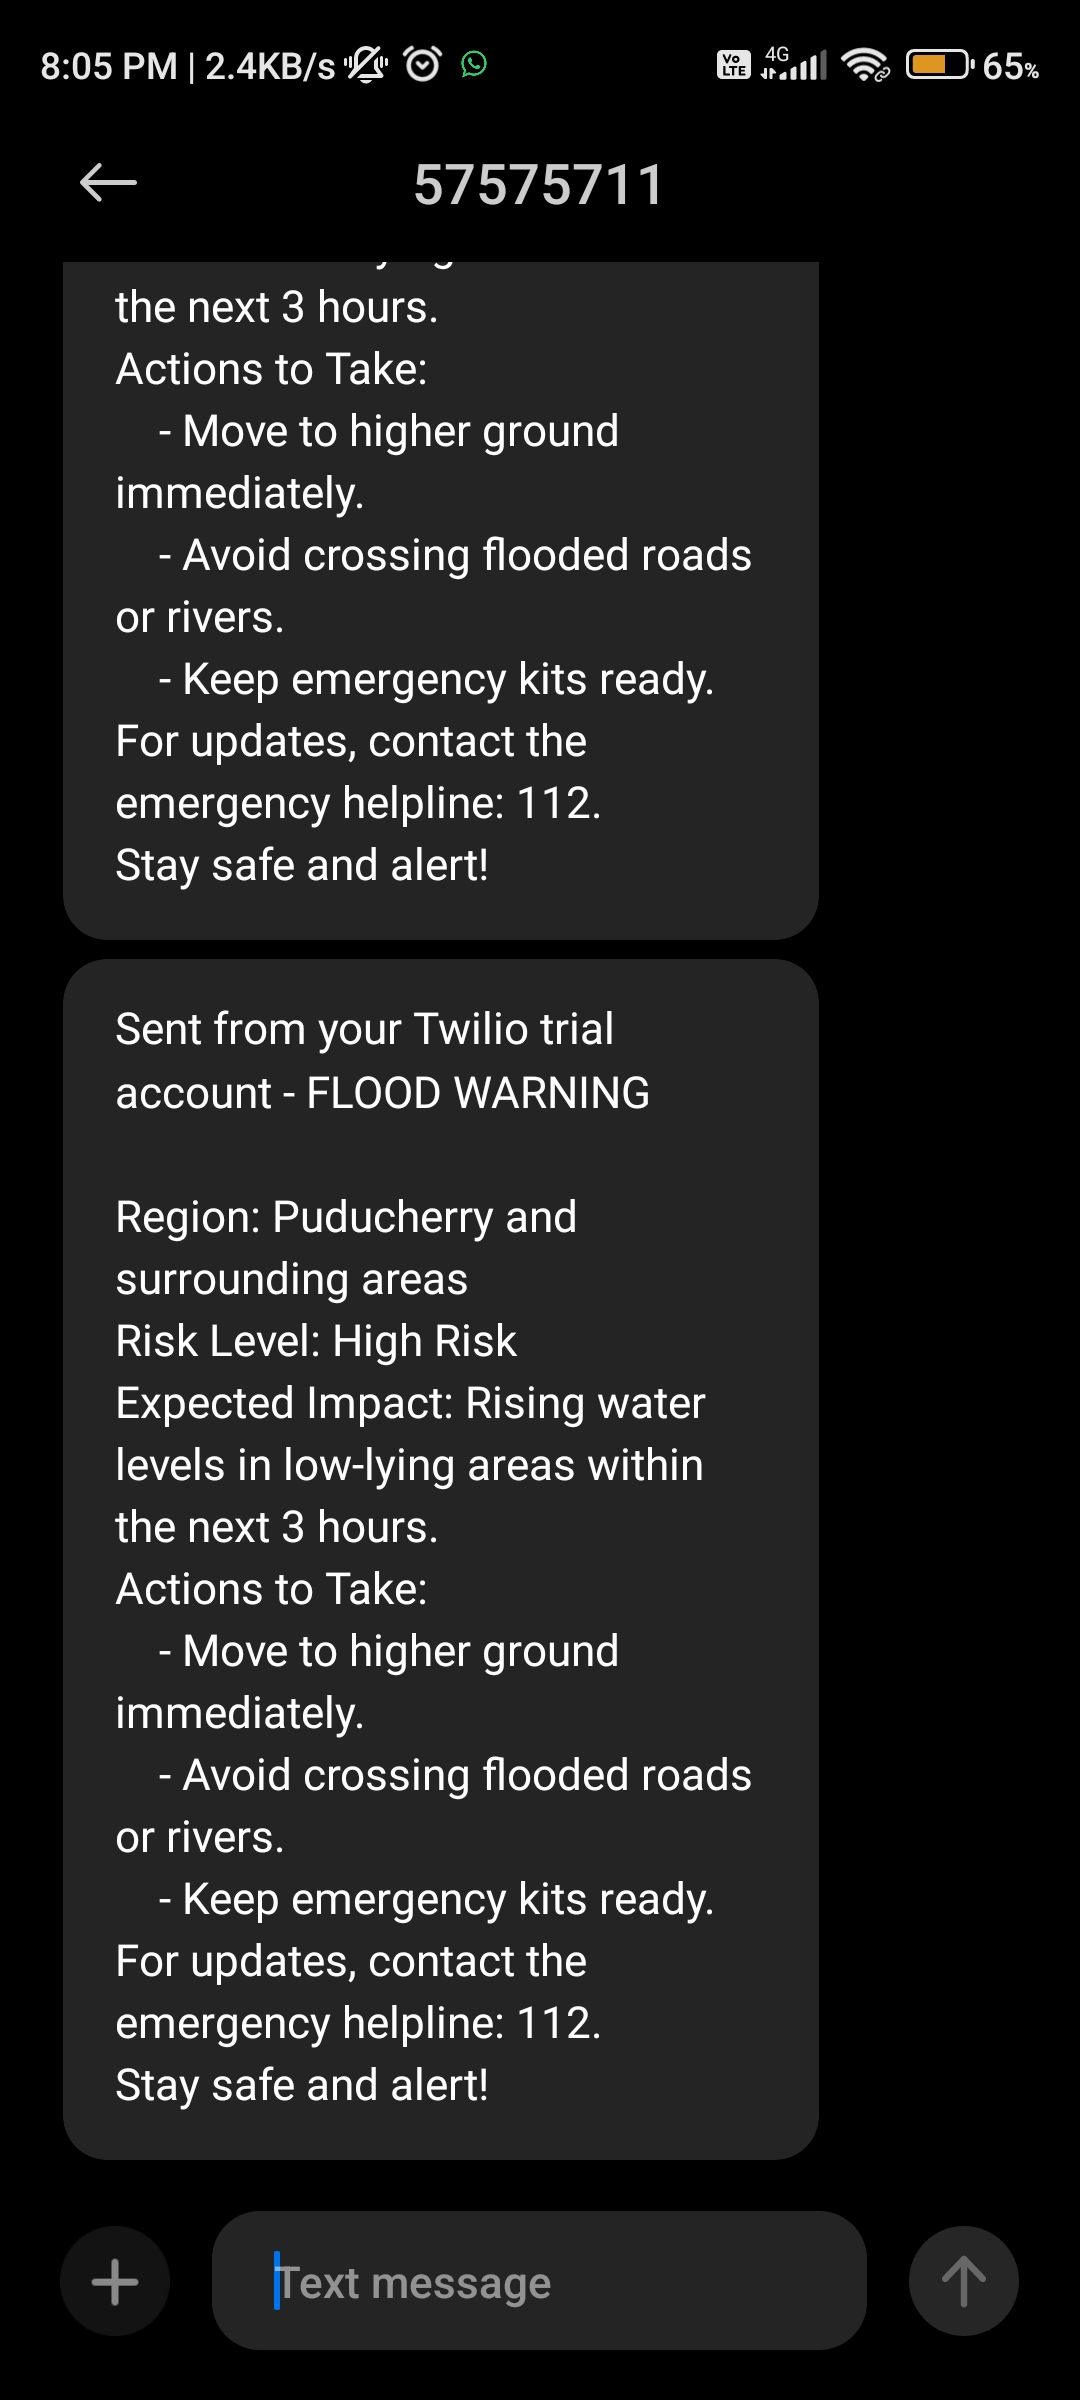 8:05 PM | 2.4KB/s
Vo LTE 4G 65%
57575711
the next 3 hours.
Actions to Take:
- Move to higher ground
immediately.
- Avoid crossing flooded roads
or rivers.
- Keep emergency kits ready.
For updates, contact the
emergency helpline: 112.
Stay safe and alert!
Sent from your Twilio trial
account - FLOOD WARNING
Region: Puducherry and
surrounding areas
Risk Level: High Risk
Expected Impact: Rising water
levels in low-lying areas within
the next 3 hours.
Actions to Take:
- Move to higher ground
immediately.
- Avoid crossing flooded roads
or rivers.
- Keep emergency kits ready.
For updates, contact the
emergency helpline: 112.
Stay safe and alert!
Text message